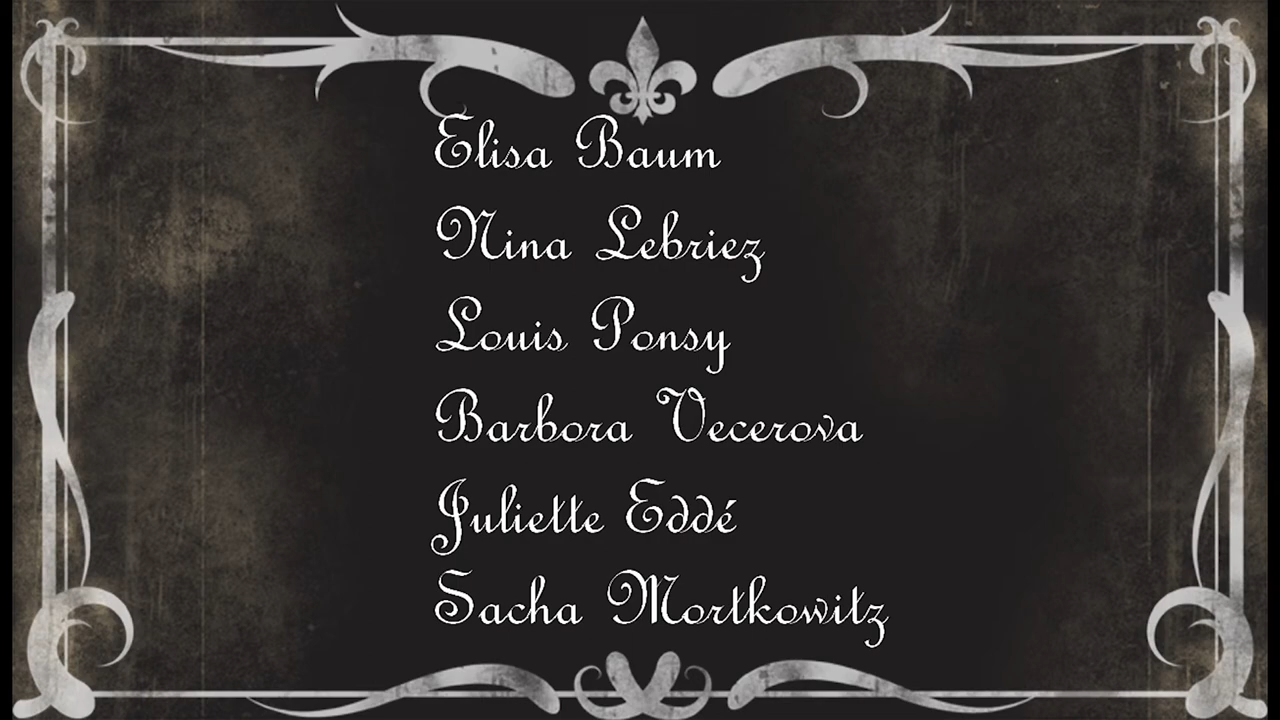 Elisa Baum
Nina Lebriez
Louis Ponsy
Barbora Vecerova
Juliette Eddé
Sacha Mortkowitz